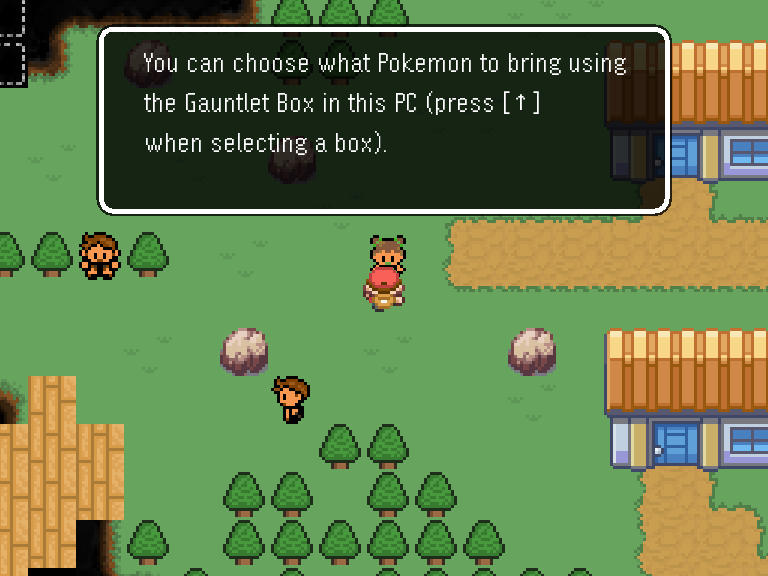 You can choose what Pokemon to bring using
the Gauntlet Box in this PC (press [↑]
when selecting a box).